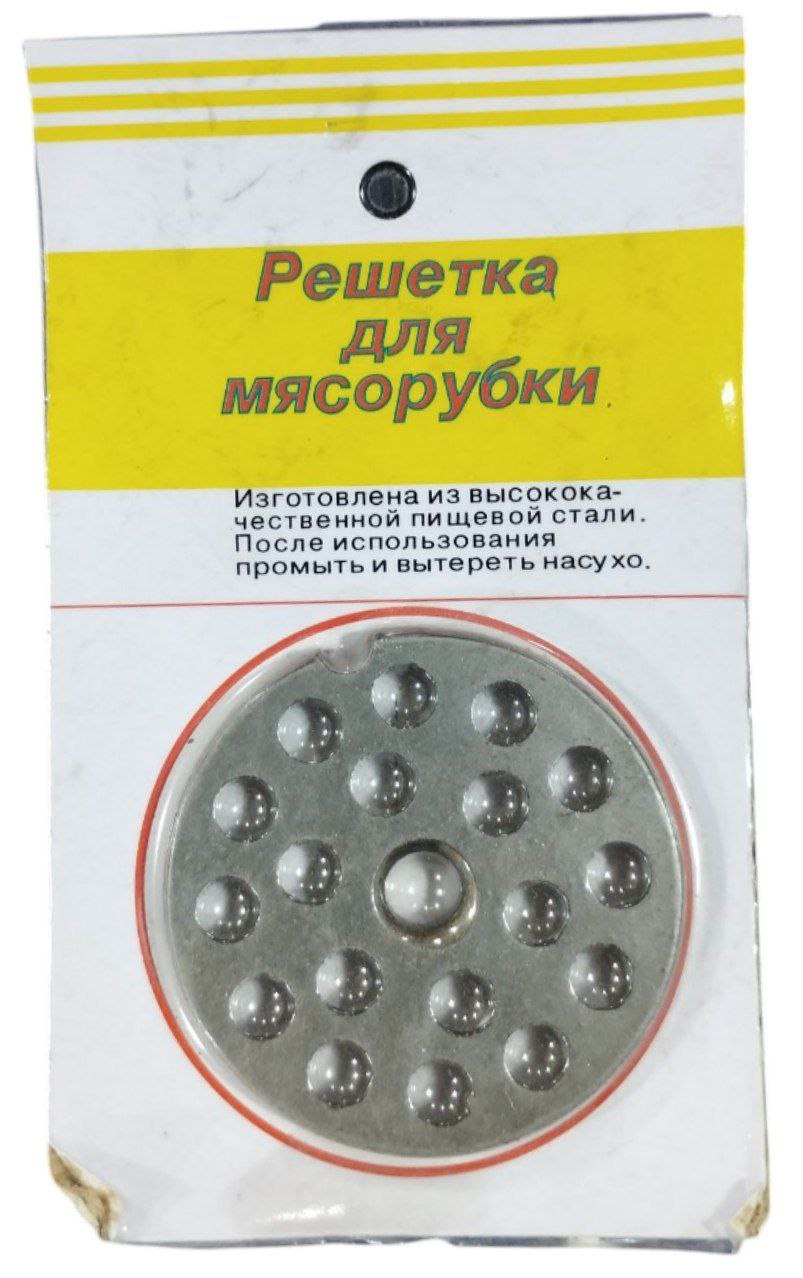 Решетка
для
мясорубки
Изготовлена из высокока-
чественной пищевой стали.
После использования
промыть и вытереть насухо.